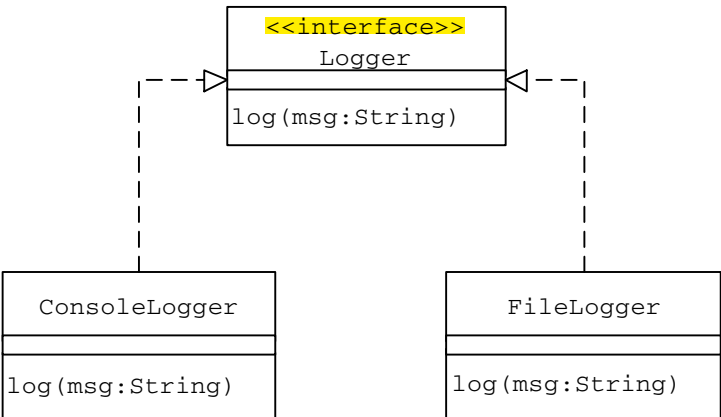 <<interface>>
Logger
log(msg:String)
ConsoleLogger
log(msg:String)
FileLogger
log(msg:String)